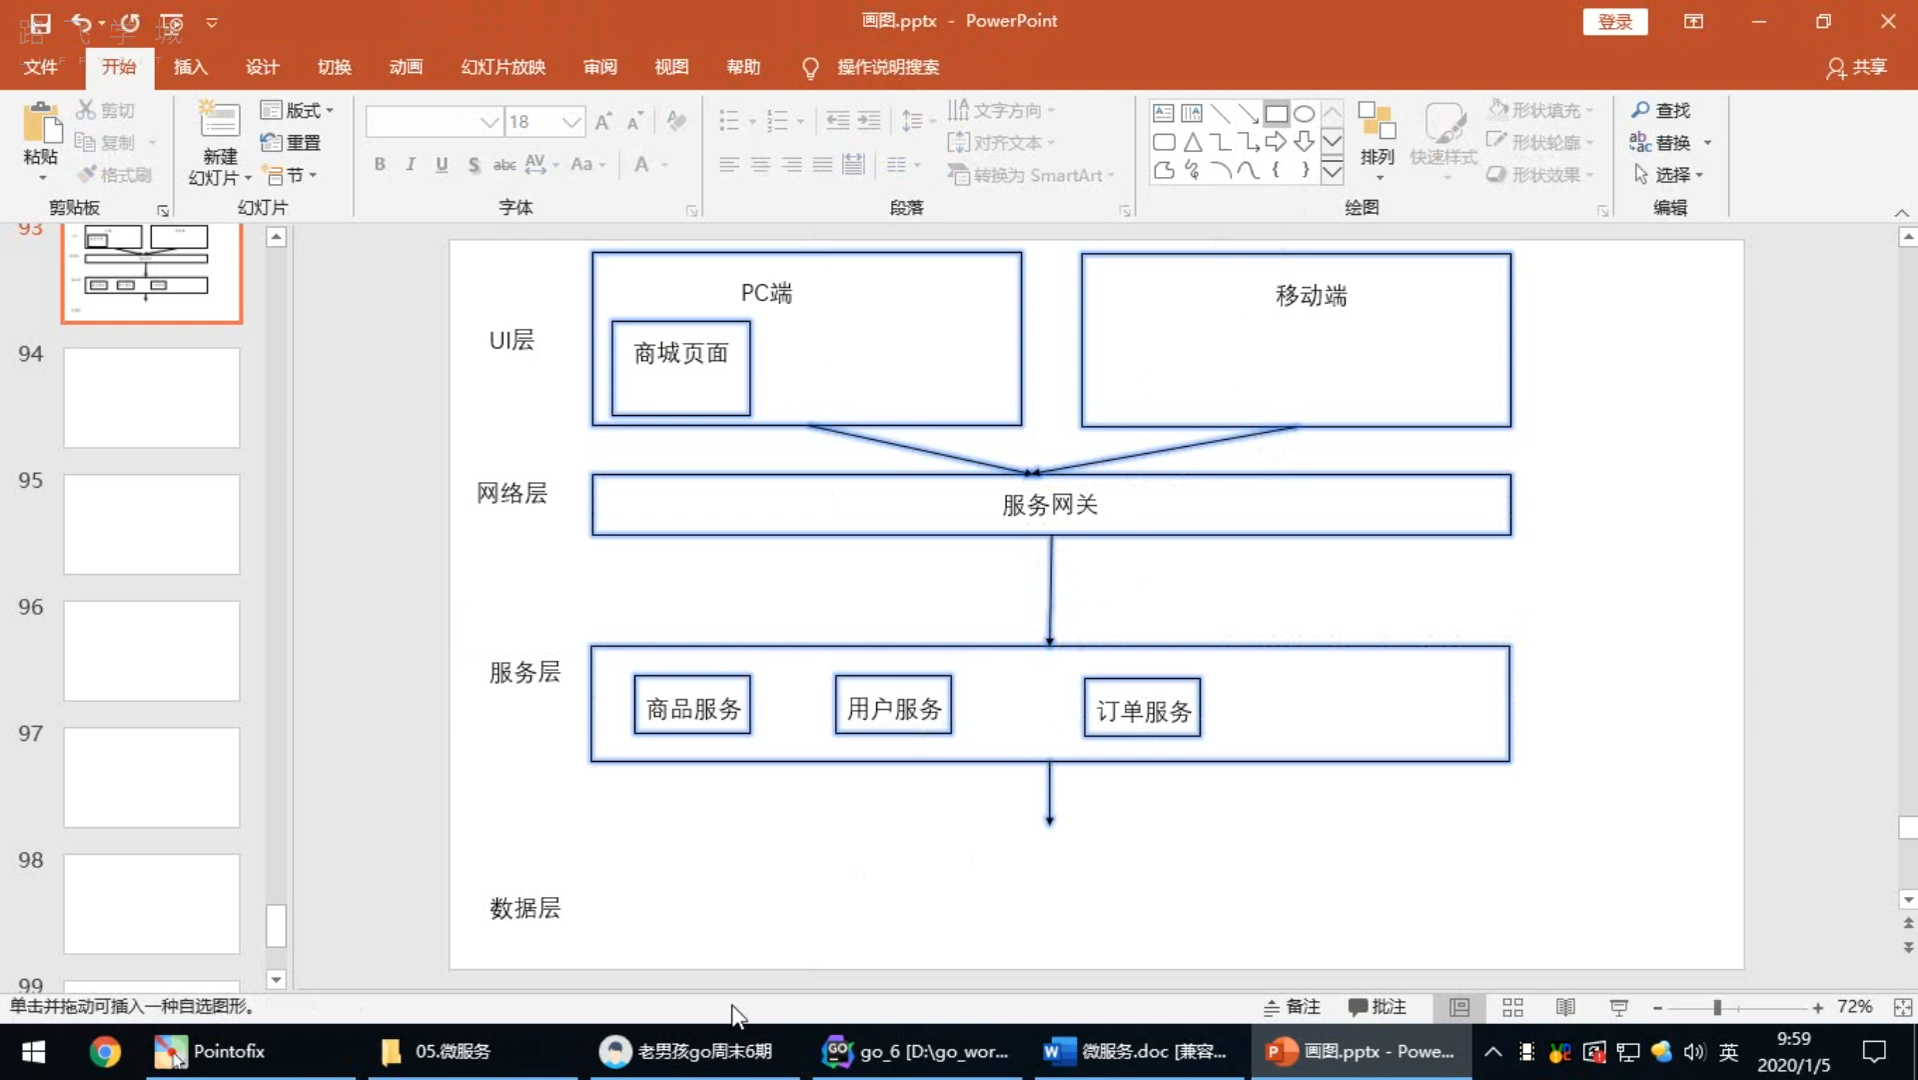 画图.pptx - PowerPoint
登录
路飞学城
文件
开始
插入
设计
切换
动画
幻灯片放映
审阅
视图
帮助
操作说明搜索
共享
粘贴
剪切
复制
格式刷
剪贴板
新建
幻灯片
版式
重置
节
幻灯片
18
B I U S abc AV Aa A
字体
文字方向
对齐文本
转换为 SmartArt
段落
排列
快速样式
形状填充
形状轮廓
形状效果
绘图
查找
替换
选择
编辑
93
94
95
96
97
98
99
PC端
移动端
UI层
商城页面
网络层
服务网关
服务层
商品服务
用户服务
订单服务
数据层
单击并拖动可插入一种自选图形。
备注
批注
72%
Pointofix
05.微服务
老男孩go周末6期
go_6 [D:\go_wor...
微服务.doc [兼容...
画图.pptx - Powe...
英
9:59
2020/1/5